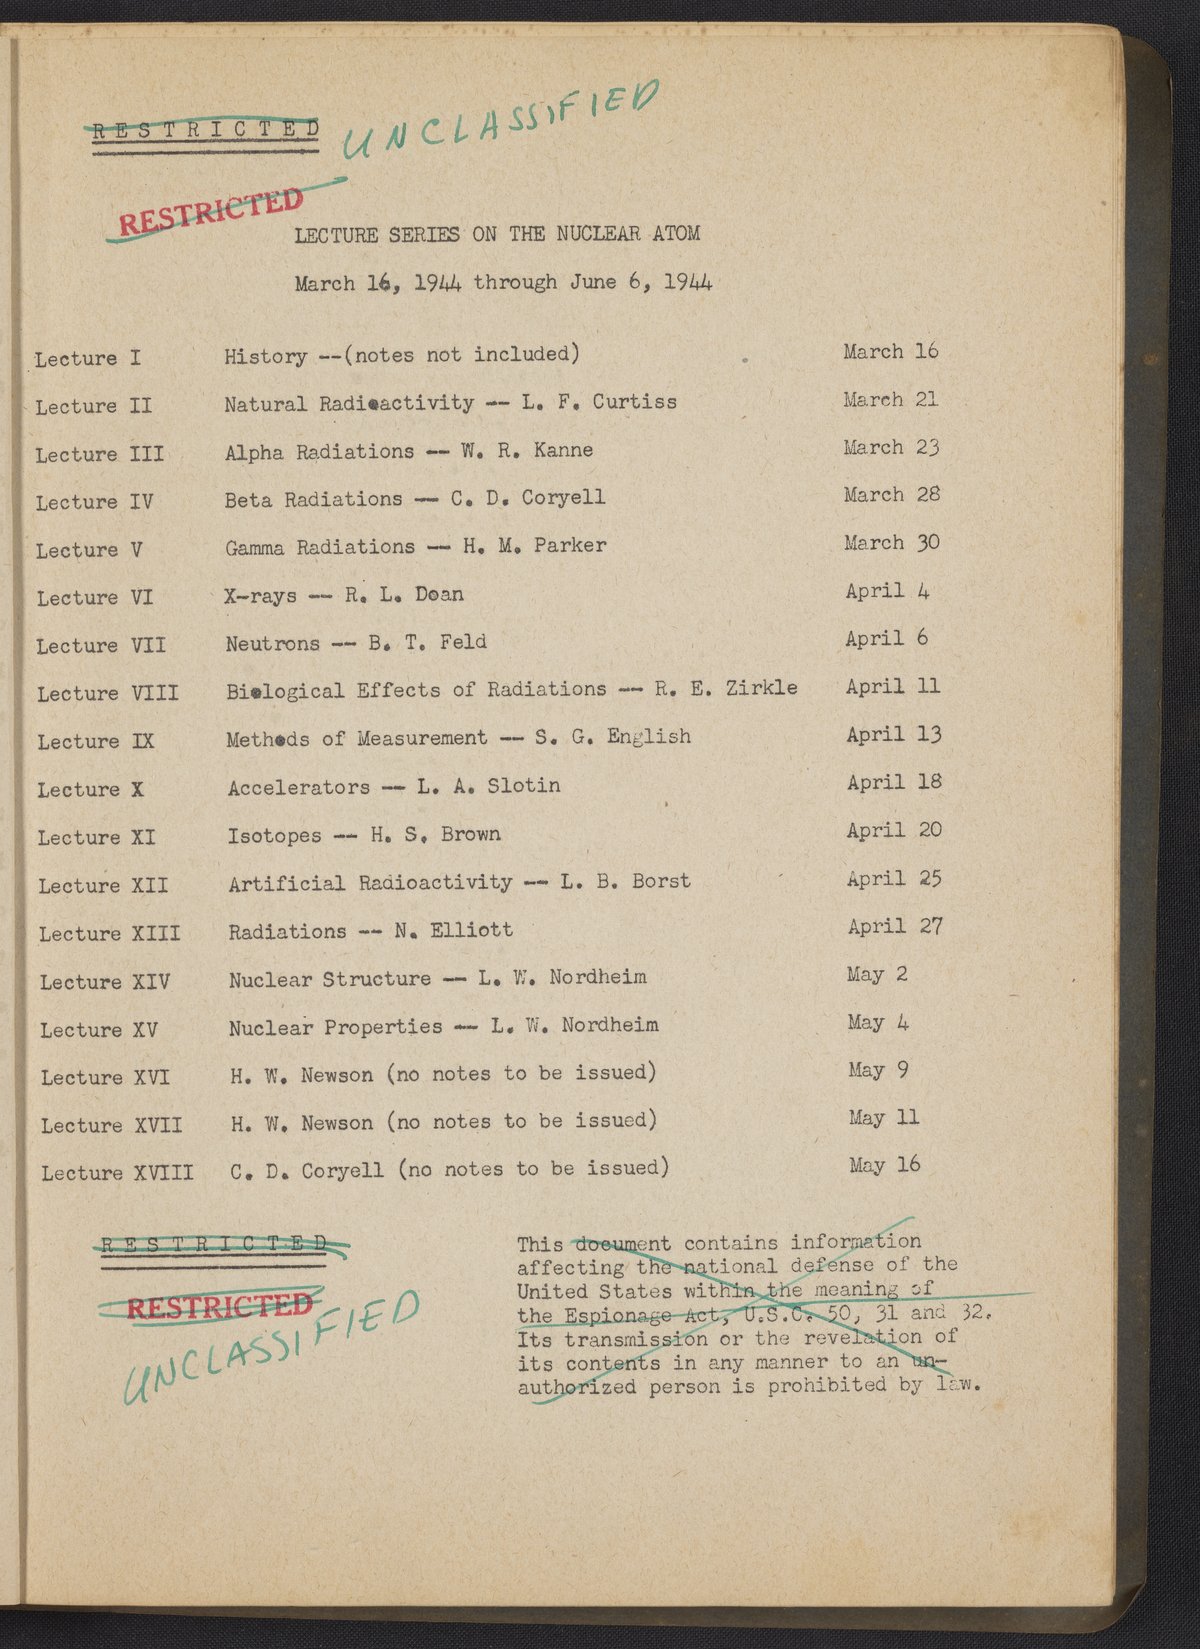 RESTRICTED
UNCLASSIFIED
RESTRICTED
LECTURE SERIES ON THE NUCLEAR ATOM
March 16, 1944 through June 6, 1944
Lecture I History --(notes not included) March 16
Lecture II Natural Radioactivity -- L. F. Curtiss March 21
Lecture III Alpha Radiations -- W. R. Kanne March 23
Lecture IV Beta Radiations -- C. D. Coryell March 28
Lecture V Gamma Radiations -- H. M. Parker March 30
Lecture VI X-rays -- R. L. Doan April 4
Lecture VII Neutrons -- B. T. Feld April 6
Lecture VIII Biological Effects of Radiations -- R. E. Zirkle April 11
Lecture IX Methods of Measurement -- S. G. English April 13
Lecture X Accelerators -- L. A. Slotin April 18
Lecture XI Isotopes -- H. S. Brown April 20
Lecture XII Artificial Radioactivity -- L. B. Borst April 25
Lecture XIII Radiations -- N. Elliott April 27
Lecture XIV Nuclear Structure -- L. W. Nordheim May 2
Lecture XV Nuclear Properties -- L. W. Nordheim May 4
Lecture XVI H. W. Newson (no notes to be issued) May 9
Lecture XVII H. W. Newson (no notes to be issued) May 11
Lecture XVIII C. D. Coryell (no notes to be issued) May 16
RESTRICTED
RESTRICTED
UNCLASSIFIED
This document contains information
affecting the national defense of the
United States within the meaning of
the Espionage Act, U.S.C. 50, 31 and 32.
Its transmission or the revelation of
its contents in any manner to an un-
authorized person is prohibited by law.